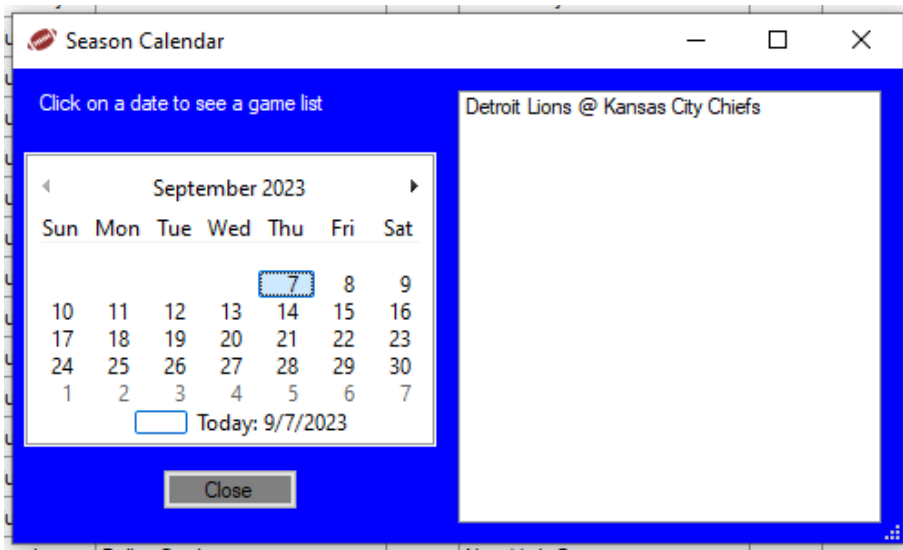 Season Calendar
Click on a date to see a game list
September 2023
Sun Mon Tue Wed Thu Fri Sat
7 8 9
10 11 12 13 14 15 16
17 18 19 20 21 22 23
24 25 26 27 28 29 30
1 2 3 4 5 6 7
Today: 9/7/2023
Close
Detroit Lions @ Kansas City Chiefs